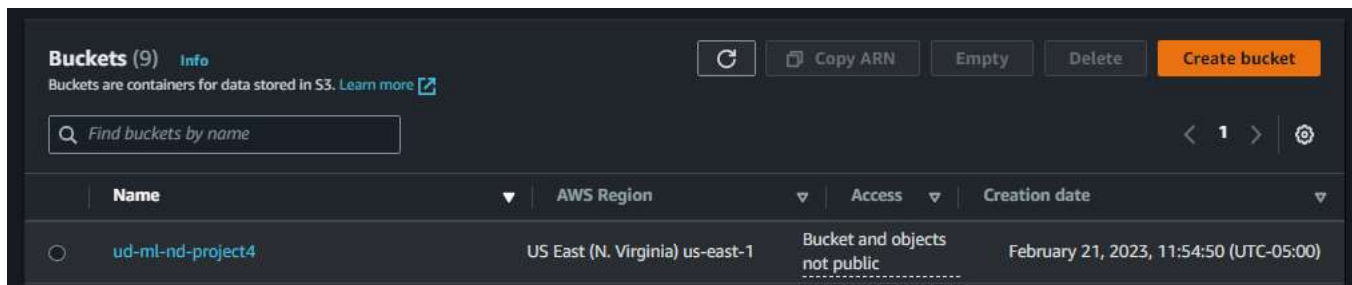 Buckets (9) Info
Copy ARN Empty Delete Create bucket
Buckets are containers for data stored in S3. Learn more
Find buckets by name
1
Name AWS Region Access Creation date
ud-ml-nd-project4 US East (N. Virginia) us-east-1 Bucket and objects February 21, 2023, 11:54:50 (UTC-05:00)
not public